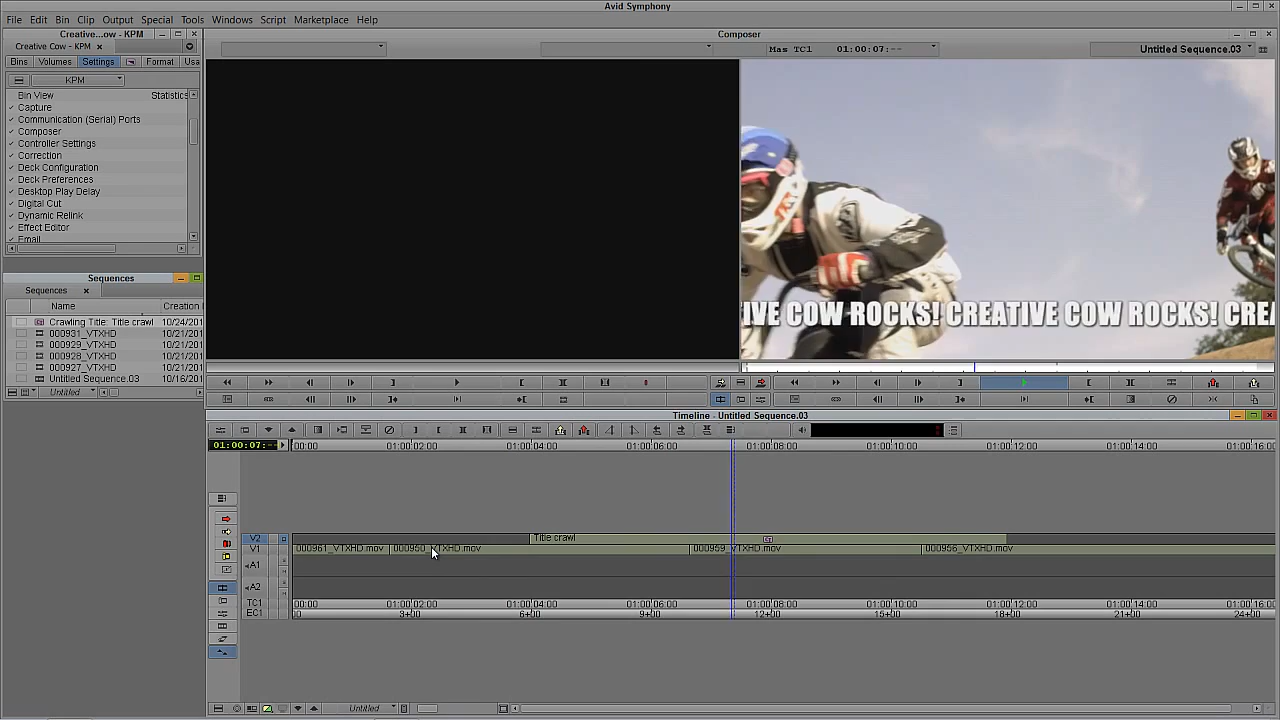 Avid Symphony
File Edit Bin Clip Output Special Tools Windows Script Marketplace Help
Creative...ow - KPM
Composer
Creative Cow - KPM
Mas TC1 01:00:07:--
Untitled Sequence.03
Bins Volumes Settings Format Usa
KPM
Bin View Statistics
Capture
Communication (Serial) Ports
Composer
Controller Settings
Correction
Deck Configuration
Deck Preferences
Desktop Play Delay
Digital Cut
Dynamic Relink
Effect Editor
Email
IVE COW ROCKS! CREATIVE COW ROCKS! CREA
Sequences
Sequences
Name Creation
Crawling Title: Title crawl 10/24/201
000931_VTXHD 10/21/201
000929_VTXHD 10/21/201
000928_VTXHD 10/21/201
000927_VTXHD 10/21/201
Untitled Sequence.03 10/16/201
Untitled
Timeline - Untitled Sequence.03
01:00:07:-- 00:00 01:00:02:00 01:00:04:00 01:00:06:00 01:00:08:00 01:00:10:00 01:00:12:00 01:00:14:00 01:00:16:00
V2 Title crawl
V1 000961_VTXHD.mov 000950_VTXHD.mov 000959_VTXHD.mov 000956_VTXHD.mov
A1
A2
TC1 00:00 01:00:02:00 01:00:04:00 01:00:06:00 01:00:08:00 01:00:10:00 01:00:12:00 01:00:14:00 01:00:16:00
EC1 00 3+00 6+00 9+00 12+00 15+00 18+00 21+00 24+00
Untitled